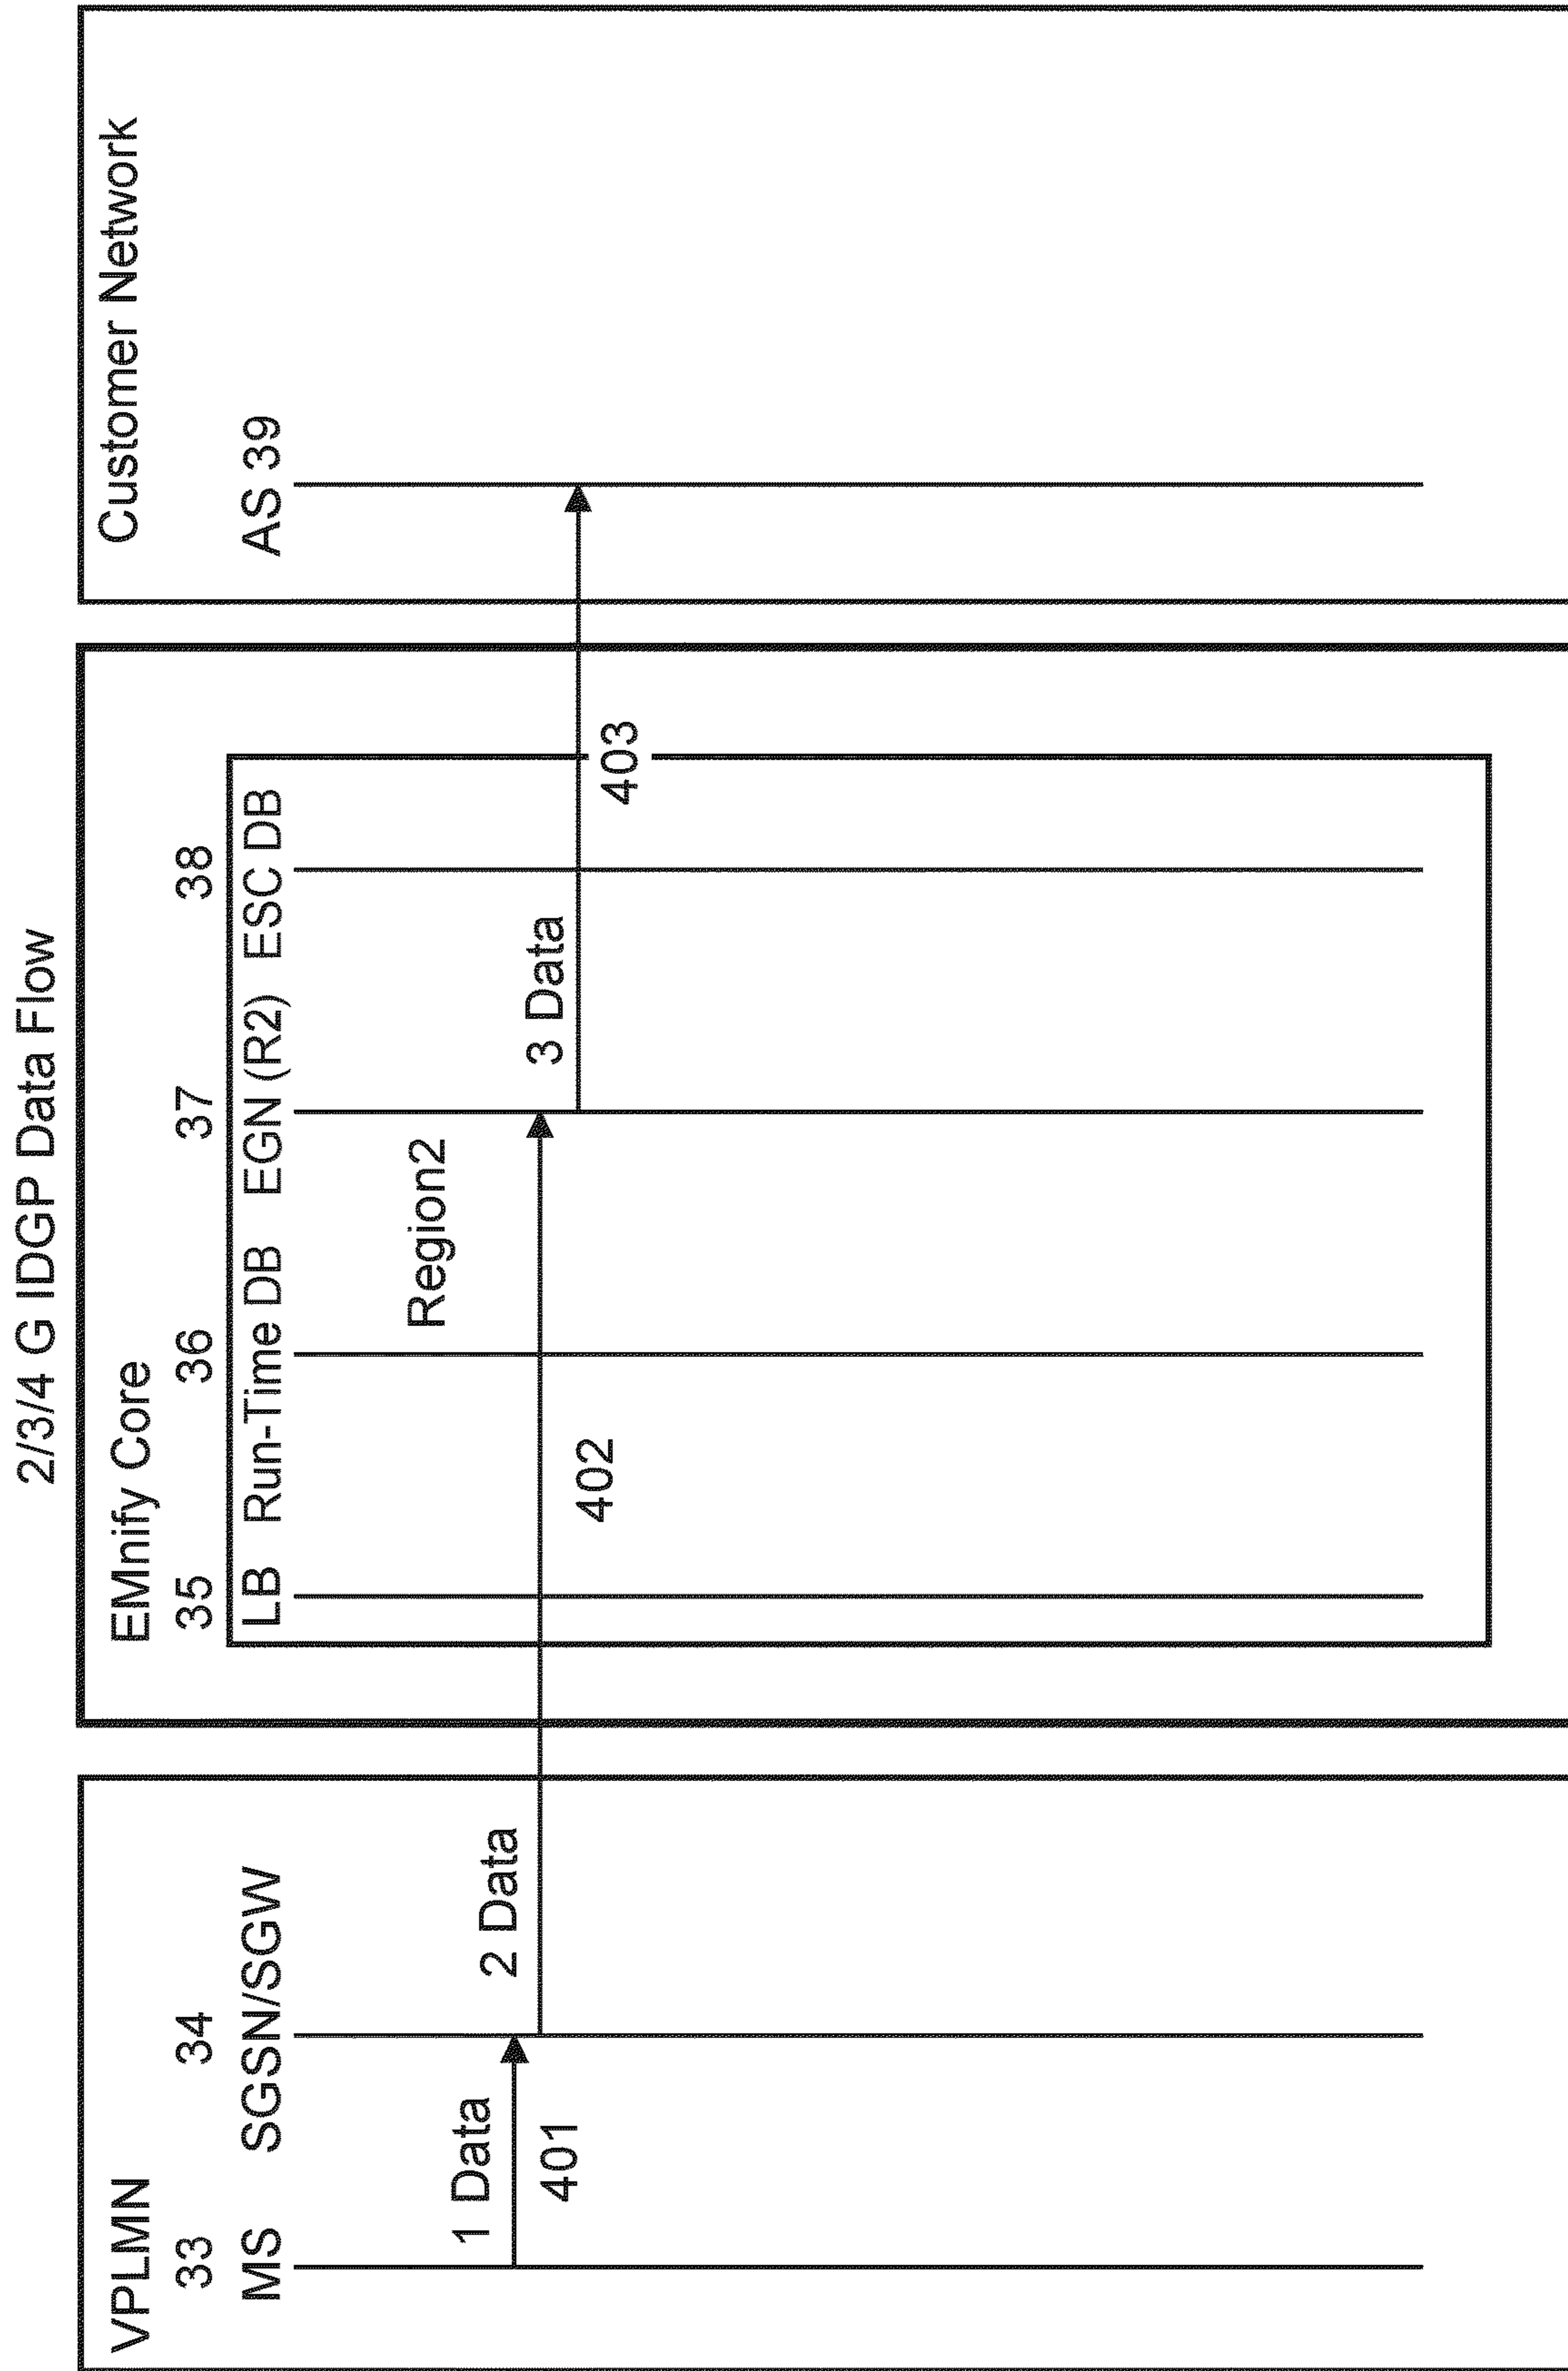 2/3/4 G IDGP Data Flow
VPLMN
33
34
MS
SGSN/SGW
1 Data
401
2 Data
EMnify Core
35
36
37
38
LB
Run-Time DB
EGN (R2)
ESC DB
Region2
402
3 Data
403
Customer Network
AS 39